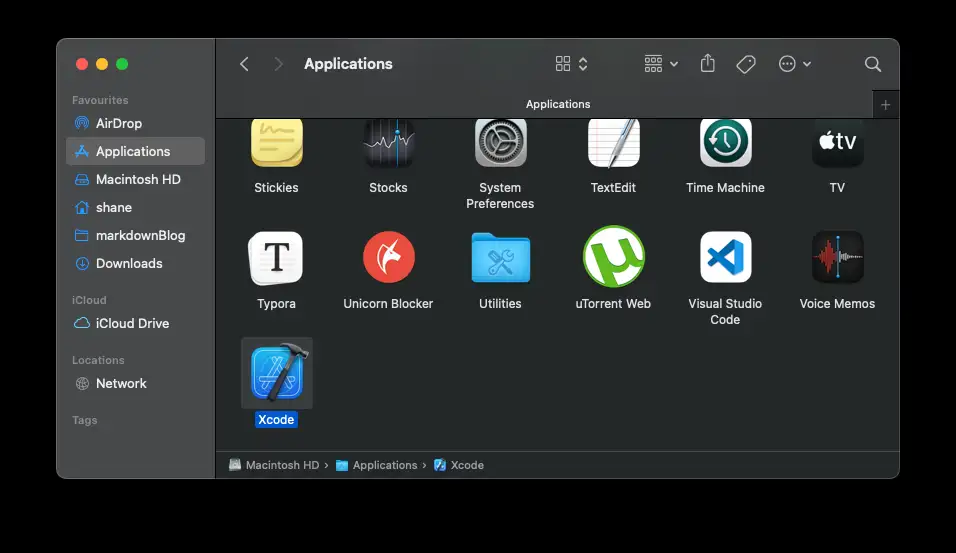 Applications
Applications
Favourites
AirDrop
Applications
Macintosh HD
shane
markdownBlog
Downloads
iCloud
iCloud Drive
Locations
Network
Tags
tv
Stickies
Stocks
System
Preferences
TextEdit
Time Machine
TV
T
µ
Typora
Unicorn Blocker
Utilities
uTorrent Web
Visual Studio
Code
Voice Memos
Xcode
Macintosh HD › Applications › Xcode